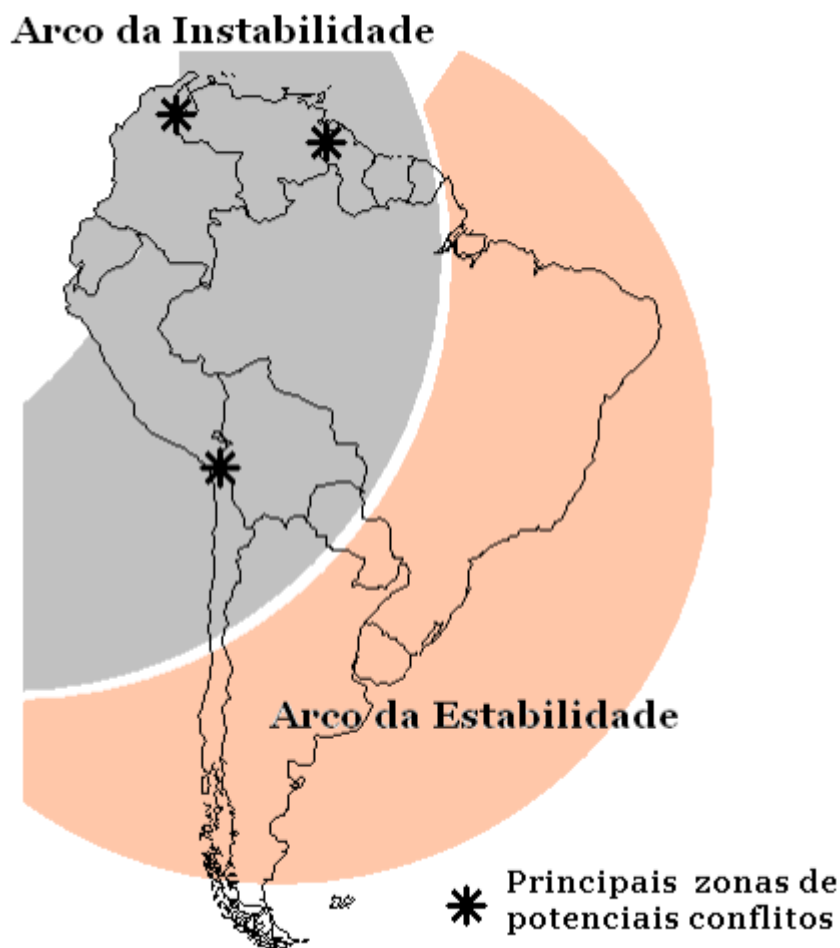 Arco da Instabilidade
Arco da Estabilidade
Principais zonas de
potenciais conflitos